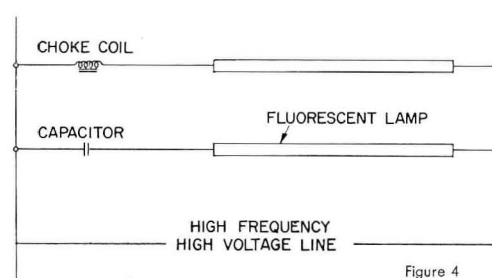 CHOKE COIL
CAPACITOR
FLUORESCENT LAMP
HIGH FREQUENCY
HIGH VOLTAGE LINE
Figure 4